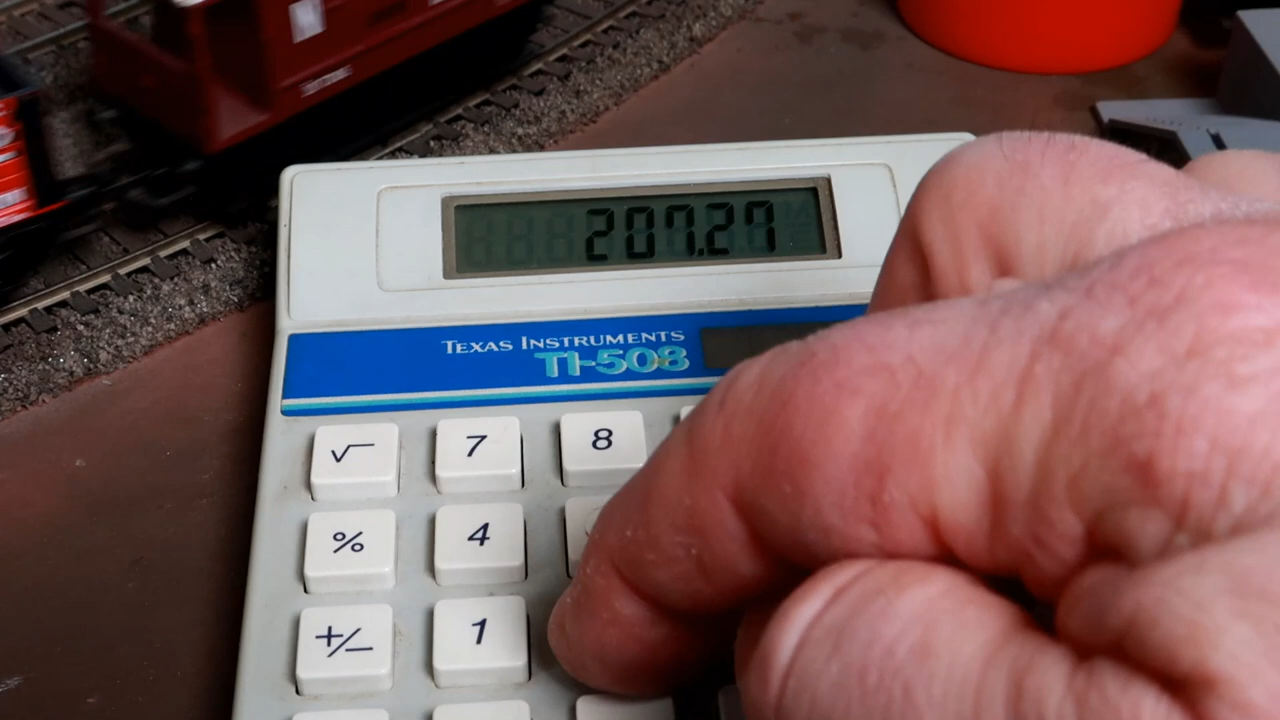 207.27
TEXAS INSTRUMENTS
TI-508
√ 7 8
% 4
+/− 1